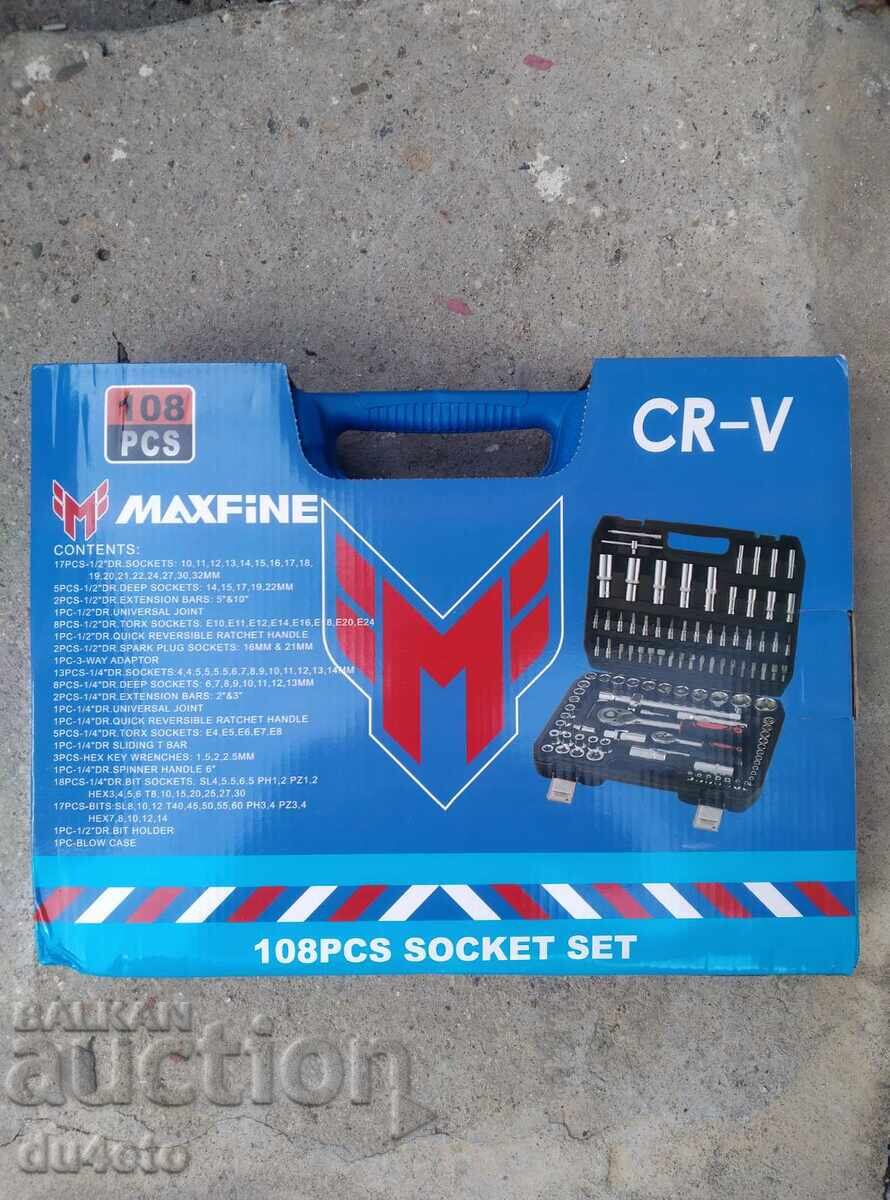 108
PCS
CR-V
MAXFiNE
CONTENTS:
17PCS-1/2"DR.SOCKETS: 10,11,12,13,14,15,16,17,18,
19,20,21,22,24,27,30,32MM
5PCS-1/2"DR.DEEP SOCKETS: 14,15,17,19,22MM
2PCS-1/2"DR.EXTENSION BARS: 5"&10"
1PC-1/2"DR.UNIVERSAL JOINT
8PCS-1/2"DR.TORX SOCKETS: E10,E11,E12,E14,E16,E18,E20,E24
1PC-1/2"DR.QUICK REVERSIBLE RATCHET HANDLE
2PCS-1/2"DR.SPARK PLUG SOCKETS: 16MM & 21MM
1PC-3-WAY ADAPTOR
13PCS-1/4"DR.SOCKETS:4,4.5,5,5.5,6,7,8,9,10,11,12,13,14MM
8PCS-1/4"DR.DEEP SOCKETS: 6,7,8,9,10,11,12,13MM
2PCS-1/4"DR.EXTENSION BARS: 2"&3"
1PC-1/4"DR.UNIVERSAL JOINT
1PC-1/4"DR.QUICK REVERSIBLE RATCHET HANDLE
5PCS-1/4"DR.TORX SOCKETS: E4,E5,E6,E7,E8
1PC-1/4"DR SLIDING T BAR
3PCS-HEX KEY WRENCHES: 1.5,2,2.5MM
1PC-1/4"DR.SPINNER HANDLE 6"
18PCS-1/4"DR.BIT SOCKETS: SL4,5.5,6.5 PH1,2 PZ1,2
HEX3,4,5,6 T8,10,15,20,25,27,30
17PCS-BITS:SL8,10,12 T40,45,50,55,60 PH3,4 PZ3,4
HEX7,8,10,12,14
1PC-1/2"DR.BIT HOLDER
1PC-BLOW CASE
108PCS SOCKET SET
BALKAN
auction
du4eto